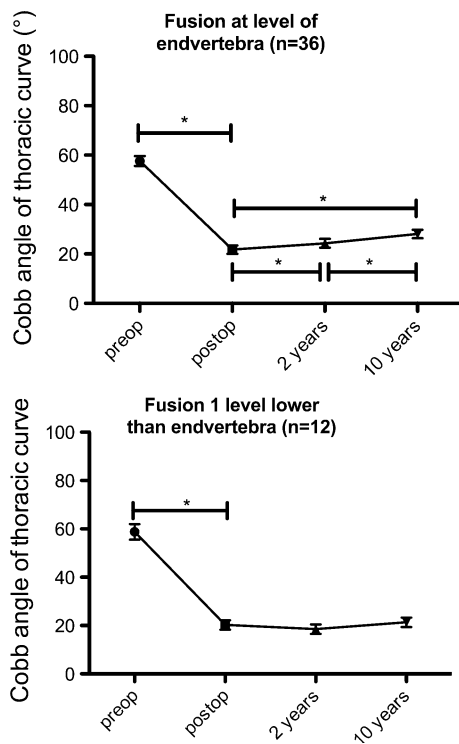 Fusion at level of
endvertebra (n=36)
Cobb angle of thoracic curve (°)
100
80
60
40
20
0
*
*
*
*
preop
postop
2 years
10 years
Fusion 1 level lower
than endvertebra (n=12)
Cobb angle of thoracic curve
100
80
60
40
20
0
*
preop
postop
2 years
10 years